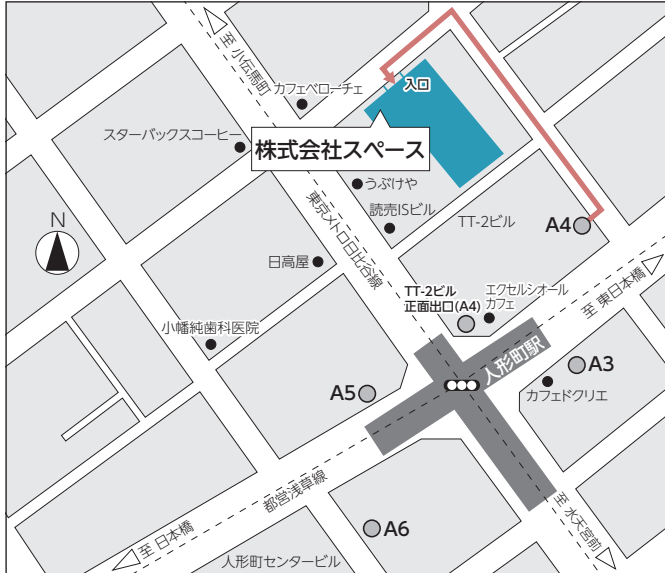 至 小伝馬町
カフェベローチェ
入口
スターバックスコーヒー
株式会社スペース
うぶけや
読売ISビル
東京メトロ日比谷線
TT-2ビル
A4
N
日高屋
TT-2ビル
正面出口(A4)
エクセルシオール
カフェ
至 東日本橋
小幡純歯科医院
人形町駅
A3
カフェドクリエ
A5
都営浅草線
A6
至 日本橋
人形町センタービル
至 水天宮前